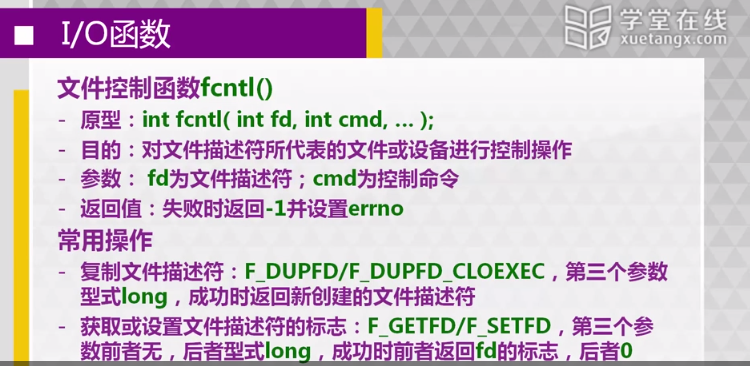 I/O函数
学堂在线
xuetangx.com
文件控制函数fcntl()
- 原型：int fcntl( int fd, int cmd, ... );
- 目的：对文件描述符所代表的文件或设备进行控制操作
- 参数： fd为文件描述符；cmd为控制命令
- 返回值：失败时返回-1并设置errno
常用操作
- 复制文件描述符：F_DUPFD/F_DUPFD_CLOEXEC，第三个参数
型式long，成功时返回新创建的文件描述符
- 获取或设置文件描述符的标志：F_GETFD/F_SETFD，第三个参
数前者无，后者型式long，成功时前者返回fd的标志，后者0